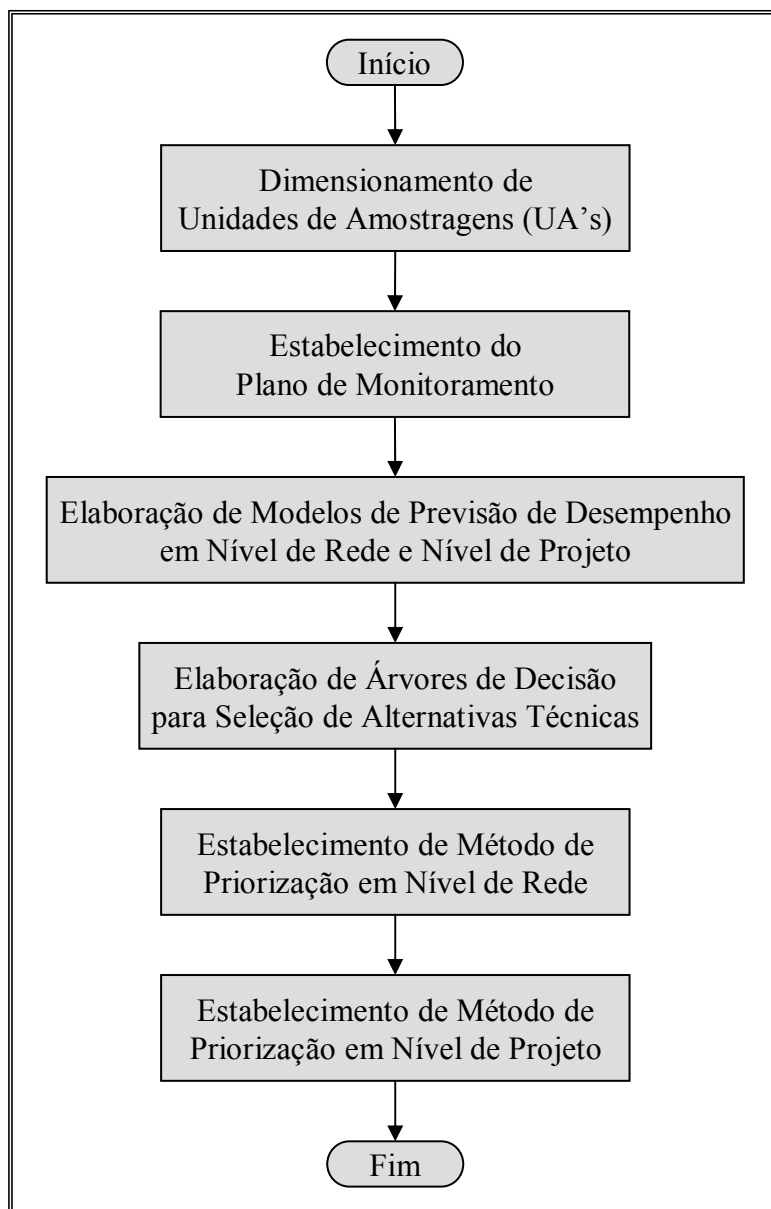 Início
Dimensionamento de
Unidades de Amostragens (UA’s)
Estabelecimento do
Plano de Monitoramento
Elaboração de Modelos de Previsão de Desempenho
em Nível de Rede e Nível de Projeto
Elaboração de Árvores de Decisão
para Seleção de Alternativas Técnicas
Estabelecimento de Método de
Priorização em Nível de Rede
Estabelecimento de Método de
Priorização em Nível de Projeto
Fim